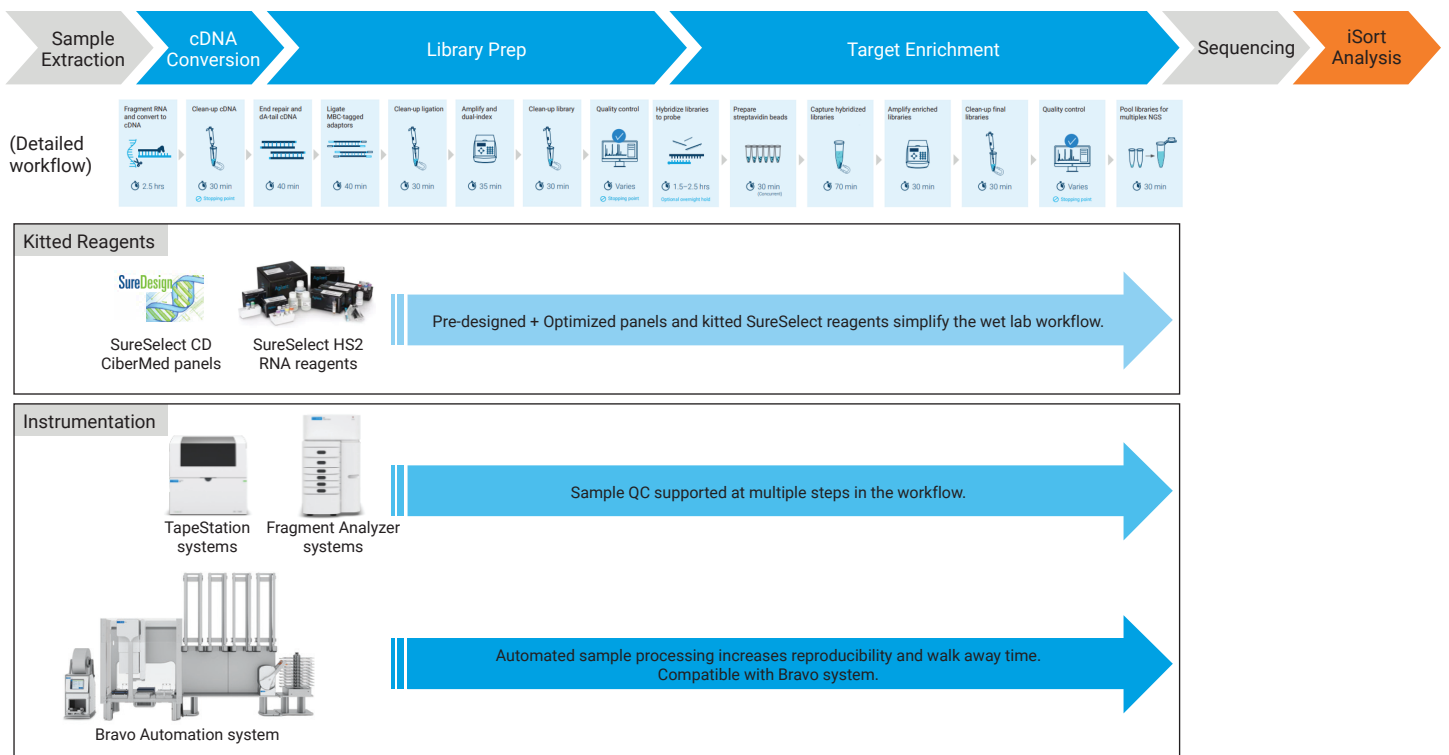 Sample
Extraction
cDNA
Conversion
Library Prep
Target Enrichment
Sequencing
iSort
Analysis
(Detailed
workflow)
Fragment RNA
and convert to
cDNA
2.5 hrs
Clean-up cDNA
30 min
Stopping point
End repair and
dA-tail cDNA
40 min
Ligate
MBC-tagged
adaptors
40 min
Clean-up ligation
30 min
Amplify and
dual-index
35 min
Clean-up library
30 min
Quality control
Varies
Stopping point
Hybridize libraries
to probe
1.5–2.5 hrs
Optional overnight hold
Prepare
streptavidin beads
30 min
(Concurrent)
Capture hybridized
libraries
70 min
Amplify enriched
libraries
30 min
Clean-up final
libraries
30 min
Quality control
Varies
Stopping point
Pool libraries for
multiplex NGS
30 min
Kitted Reagents
SureDesign
SureSelect CD
CiberMed panels
SureSelect HS2
RNA reagents
Pre-designed + Optimized panels and kitted SureSelect reagents simplify the wet lab workflow.
Instrumentation
TapeStation
systems
Fragment Analyzer
systems
Sample QC supported at multiple steps in the workflow.
Bravo Automation system
Automated sample processing increases reproducibility and walk away time.
Compatible with Bravo system.